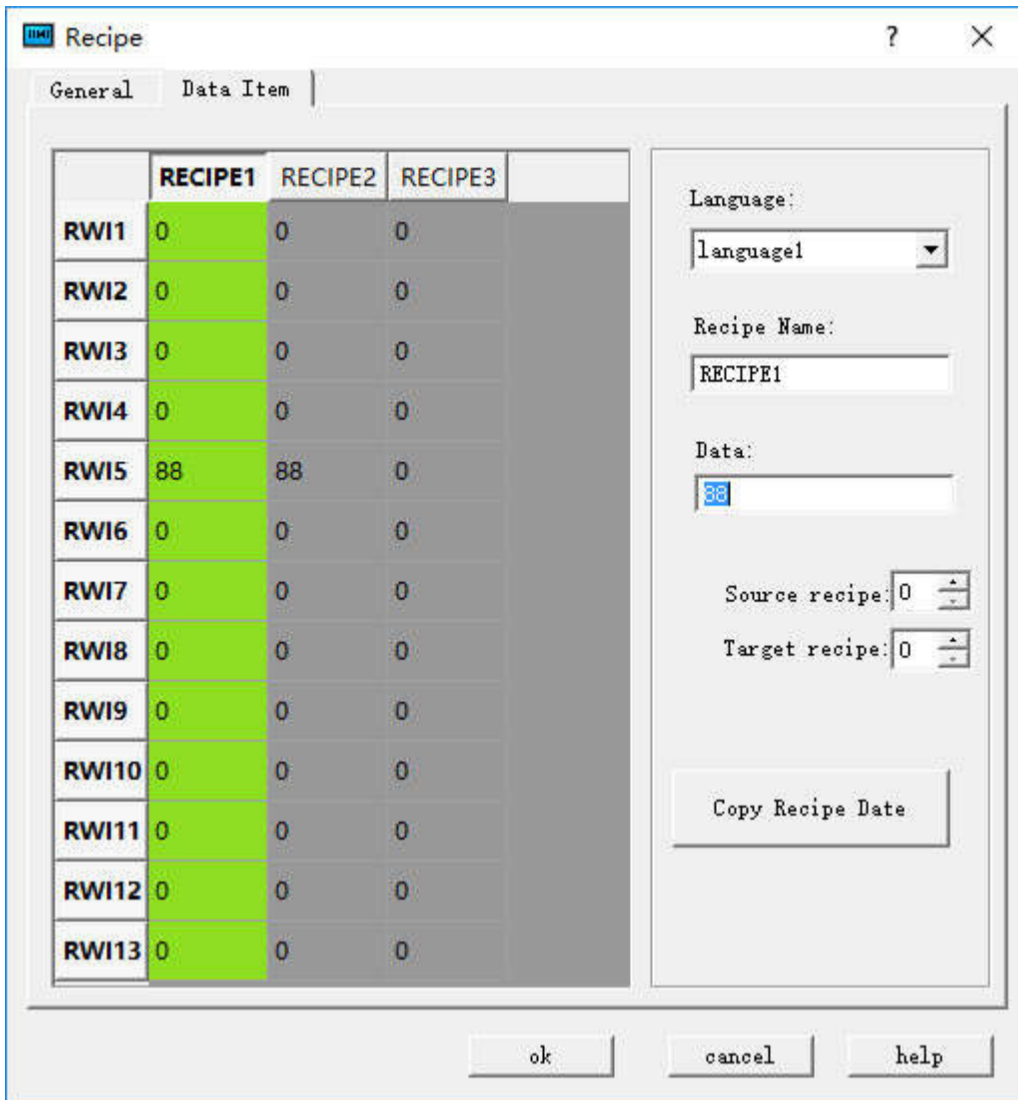 HMI Recipe ? ×
General Data Item
RECIPE1 RECIPE2 RECIPE3
RWI1 0 0 0
RWI2 0 0 0
RWI3 0 0 0
RWI4 0 0 0
RWI5 88 88 0
RWI6 0 0 0
RWI7 0 0 0
RWI8 0 0 0
RWI9 0 0 0
RWI10 0 0 0
RWI11 0 0 0
RWI12 0 0 0
RWI13 0 0 0
Language:
language1
Recipe Name:
RECIPE1
Data:
88
Source recipe: 0
Target recipe: 0
Copy Recipe Date
ok cancel help